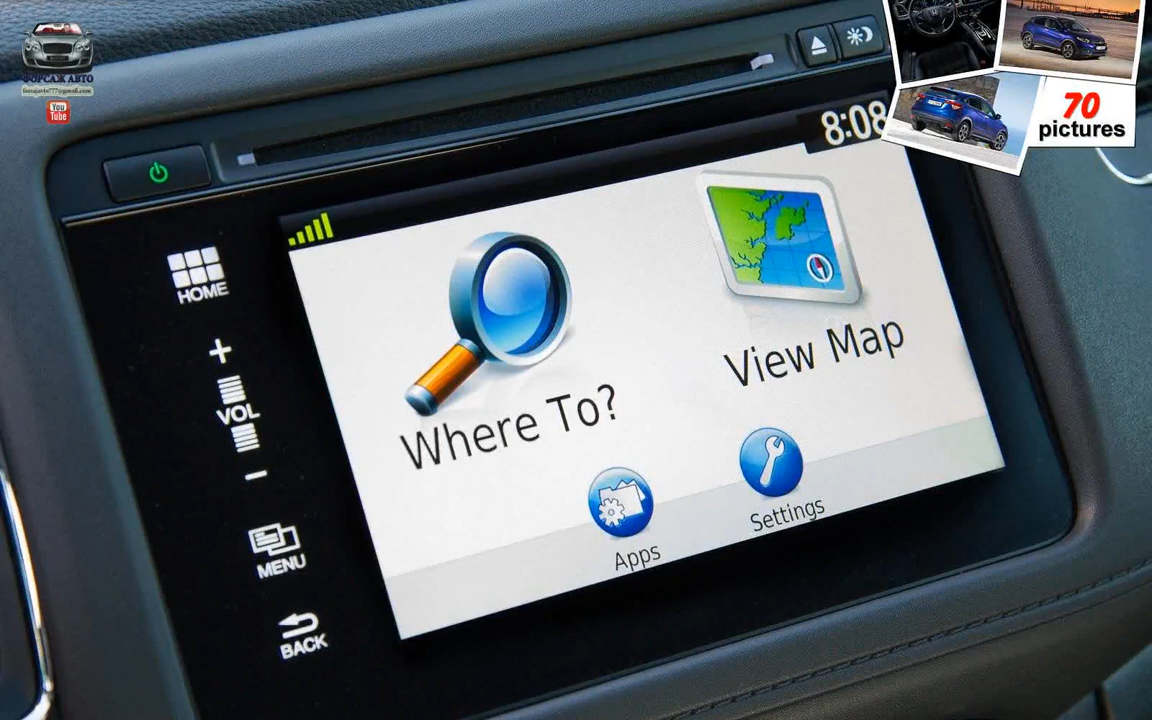 ФОРСАЖ АВТО
You
Tube
70
pictures
8:08
HOME
+
VOL
-
MENU
BACK
Where To?
View Map
Apps
Settings